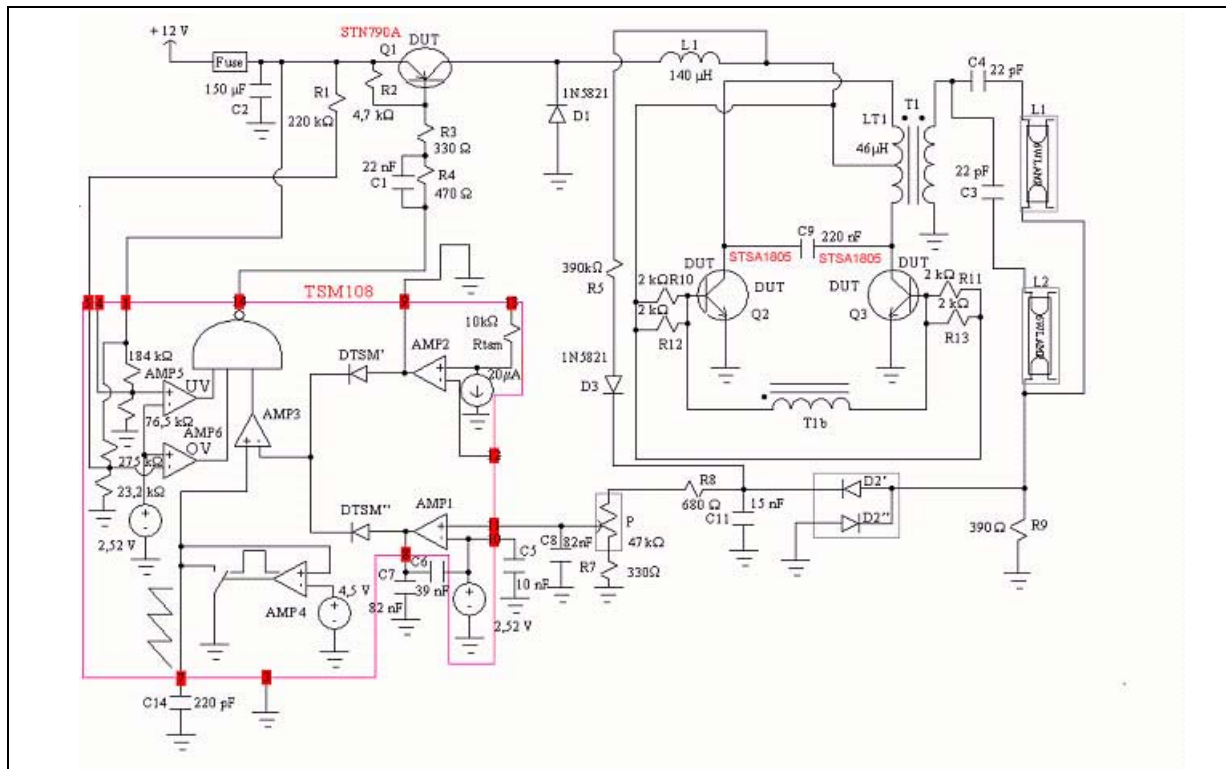 +12 V
Fuse
150 µF
C2
R1
220 kΩ
STN790A
Q1
DUT
R2
4,7 kΩ
R3
330 Ω
22 nF
C1
R4
470 Ω
1N5821
D1
L1
140 µH
T1
LT1
46µH
C4
22 pF
L1
22 pF
C3
L2
C9
220 nF
STSA1805
STSA1805
DUT
DUT
DUT
DUT
Q2
Q3
2 kΩ
R10
2 kΩ
R12
2 kΩ
R11
2 kΩ
R13
T1b
390kΩ
R5
1N5821
D3
TSM108
10kΩ
Rtsm
20µA
DTSM'
AMP2
184 kΩ
AMP5
UV
76,5 kΩ
AMP6
OV
275 kΩ
23,2 kΩ
2,52 V
AMP3
DTSM''
AMP1
AMP4
4,5 V
C7
82 nF
C6
39 nF
2,52 V
C5
10 nF
C8
82nF
P
47kΩ
R7
330Ω
R8
680 Ω
C11
15 nF
D2'
D2''
390 Ω
R9
C14
220 pF